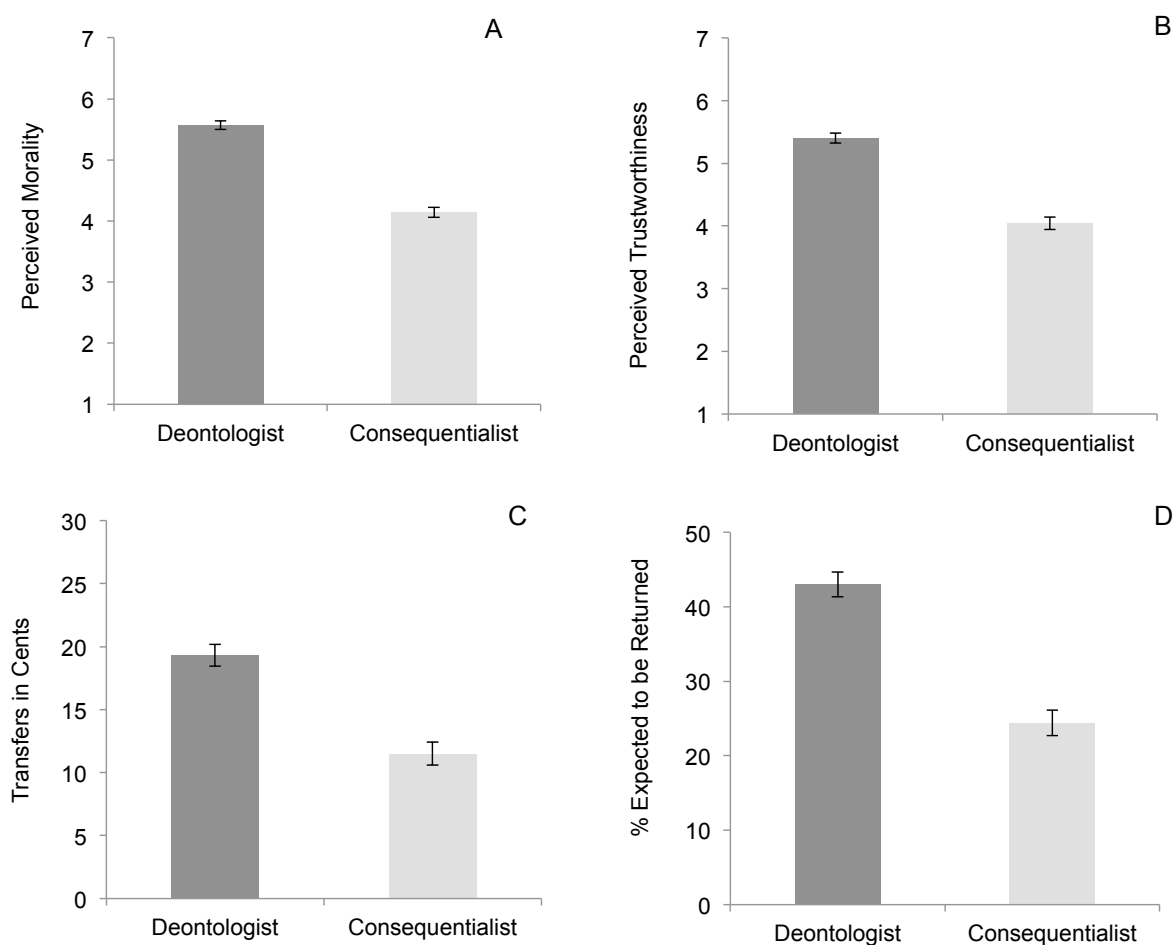 A
7
6
5
4
3
2
1
Perceived Morality
Deontologist Consequentialist
B
7
6
5
4
3
2
1
Perceived Trustworthiness
Deontologist Consequentialist
C
30
25
20
15
10
5
0
Transfers in Cents
Deontologist Consequentialist
D
50
40
30
20
10
0
% Expected to be Returned
Deontologist Consequentialist